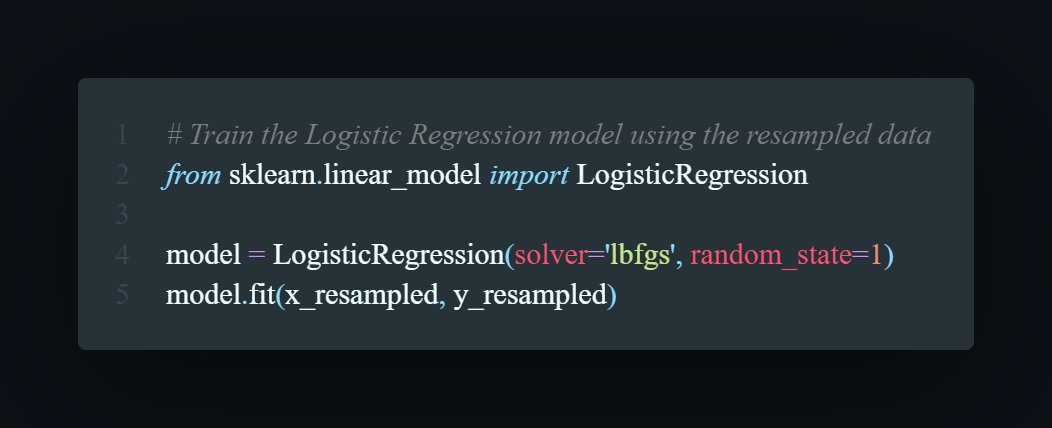 1 # Train the Logistic Regression model using the resampled data
2 from sklearn.linear_model import LogisticRegression
3
4 model = LogisticRegression(solver='lbfgs', random_state=1)
5 model.fit(x_resampled, y_resampled)